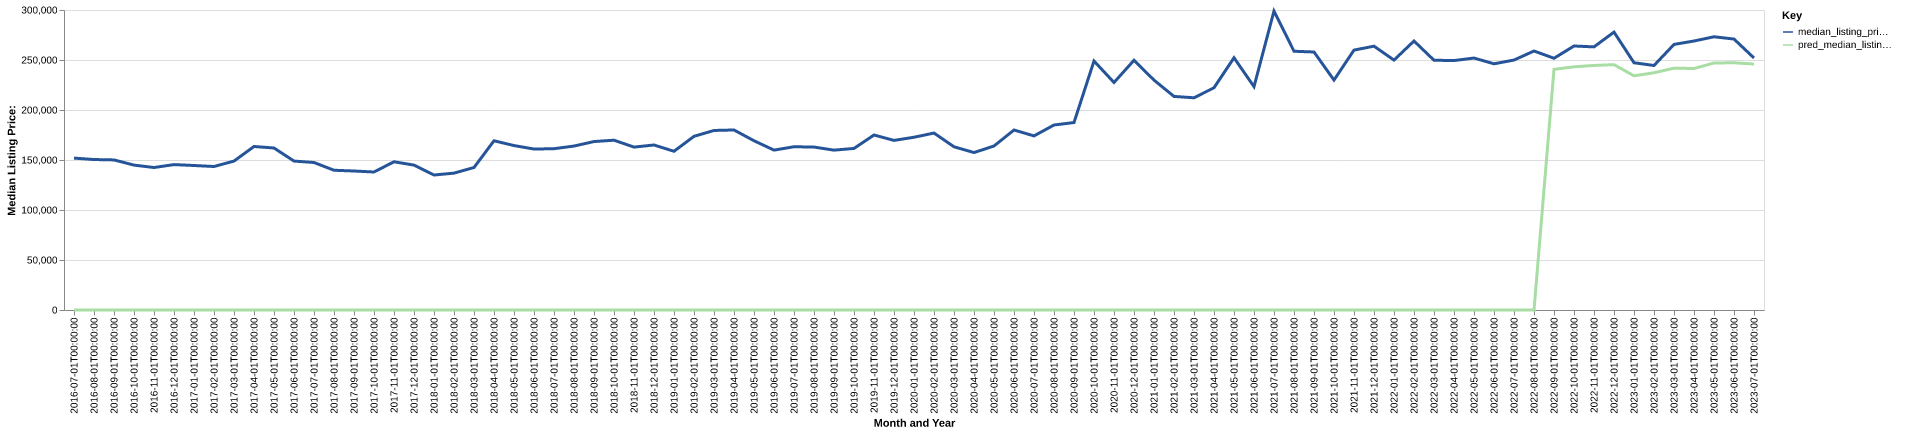 300,000
250,000
200,000
150,000
100,000
50,000
0
Median Listing Price:
2016-07-01T00:00:00
2016-08-01T00:00:00
2016-09-01T00:00:00
2016-10-01T00:00:00
2016-11-01T00:00:00
2016-12-01T00:00:00
2017-01-01T00:00:00
2017-02-01T00:00:00
2017-03-01T00:00:00
2017-04-01T00:00:00
2017-05-01T00:00:00
2017-06-01T00:00:00
2017-07-01T00:00:00
2017-08-01T00:00:00
2017-09-01T00:00:00
2017-10-01T00:00:00
2017-11-01T00:00:00
2017-12-01T00:00:00
2018-01-01T00:00:00
2018-02-01T00:00:00
2018-03-01T00:00:00
2018-04-01T00:00:00
2018-05-01T00:00:00
2018-06-01T00:00:00
2018-07-01T00:00:00
2018-08-01T00:00:00
2018-09-01T00:00:00
2018-10-01T00:00:00
2018-11-01T00:00:00
2018-12-01T00:00:00
2019-01-01T00:00:00
2019-02-01T00:00:00
2019-03-01T00:00:00
2019-04-01T00:00:00
2019-05-01T00:00:00
2019-06-01T00:00:00
2019-07-01T00:00:00
2019-08-01T00:00:00
2019-09-01T00:00:00
2019-10-01T00:00:00
2019-11-01T00:00:00
2019-12-01T00:00:00
2020-01-01T00:00:00
2020-02-01T00:00:00
2020-03-01T00:00:00
2020-04-01T00:00:00
2020-05-01T00:00:00
2020-06-01T00:00:00
2020-07-01T00:00:00
2020-08-01T00:00:00
2020-09-01T00:00:00
2020-10-01T00:00:00
2020-11-01T00:00:00
2020-12-01T00:00:00
2021-01-01T00:00:00
2021-02-01T00:00:00
2021-03-01T00:00:00
2021-04-01T00:00:00
2021-05-01T00:00:00
2021-06-01T00:00:00
2021-07-01T00:00:00
2021-08-01T00:00:00
2021-09-01T00:00:00
2021-10-01T00:00:00
2021-11-01T00:00:00
2021-12-01T00:00:00
2022-01-01T00:00:00
2022-02-01T00:00:00
2022-03-01T00:00:00
2022-04-01T00:00:00
2022-05-01T00:00:00
2022-06-01T00:00:00
2022-07-01T00:00:00
2022-08-01T00:00:00
2022-09-01T00:00:00
2022-10-01T00:00:00
2022-11-01T00:00:00
2022-12-01T00:00:00
2023-01-01T00:00:00
2023-02-01T00:00:00
2023-03-01T00:00:00
2023-04-01T00:00:00
2023-05-01T00:00:00
2023-06-01T00:00:00
2023-07-01T00:00:00
Month and Year
Key
median_listing_pri…
pred_median_listin…